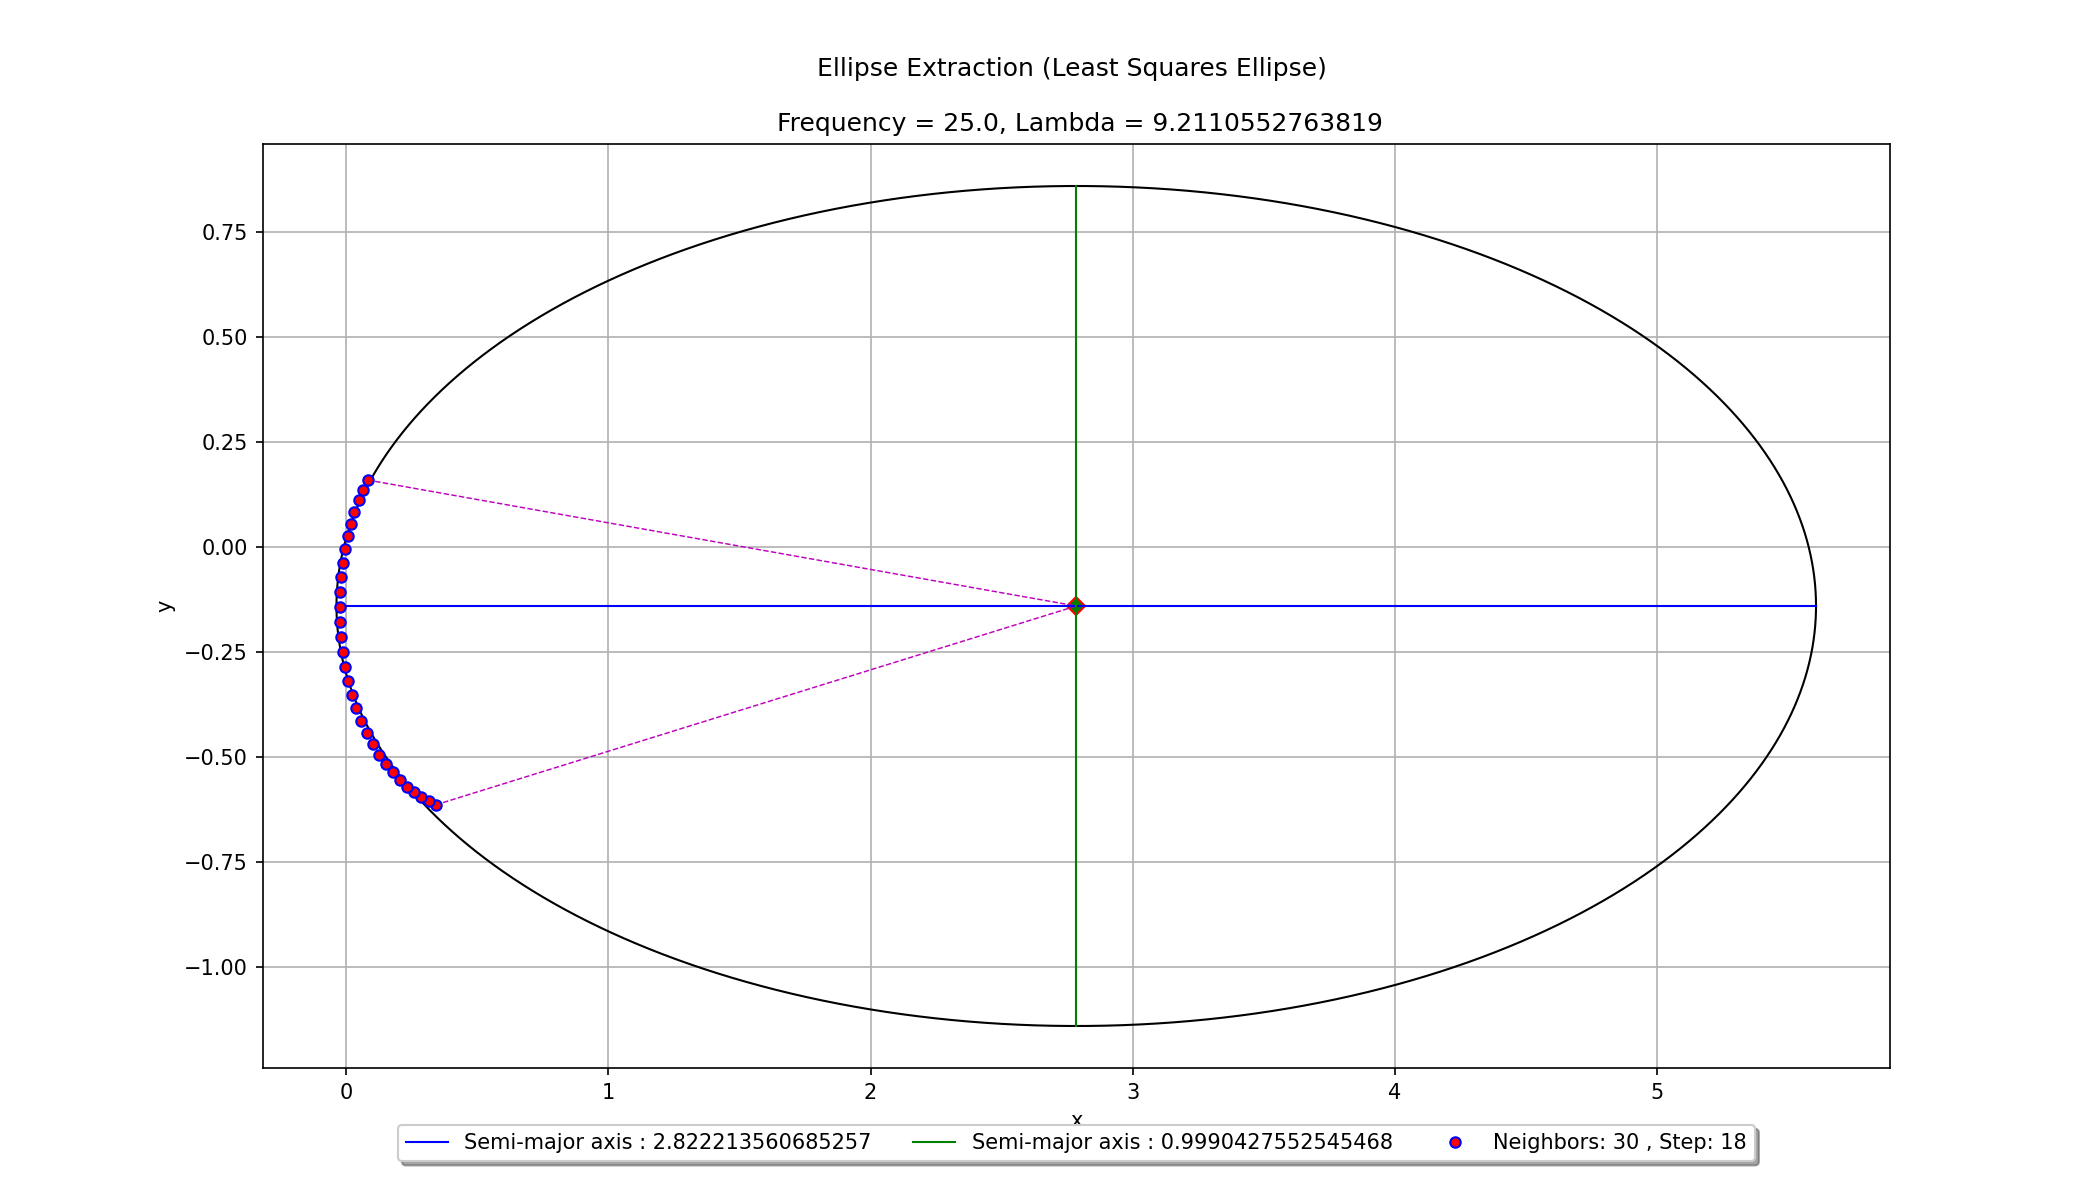 Ellipse Extraction (Least Squares Ellipse)
Frequency = 25.0, Lambda = 9.2110552763819
0.75
0.50
0.25
0.00
−0.25
−0.50
−0.75
−1.00
y
0 1 2 3 4 5
x
Semi-major axis : 2.822213560685257 Semi-major axis : 0.9990427552545468 Neighbors: 30 , Step: 18